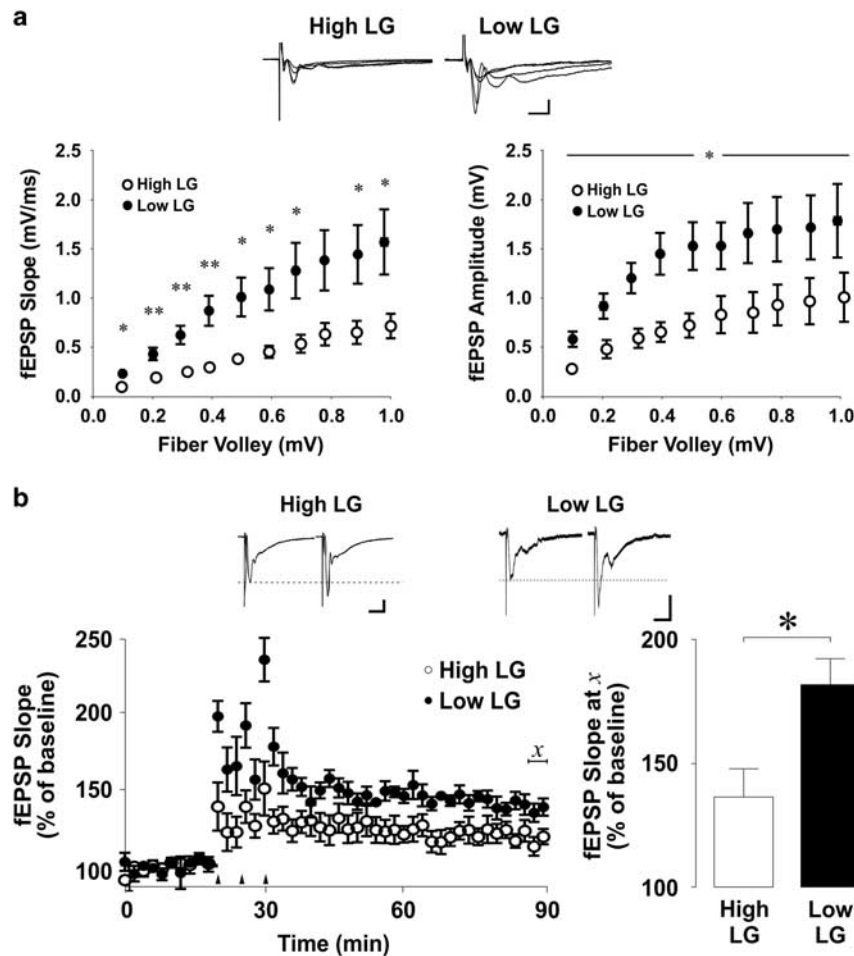 a
High LG Low LG
fEPSP Slope (mV/ms)
2.5
2.0
1.5
1.0
0.5
0.0
High LG
Low LG
* ** ** ** * * * * *
0.0 0.2 0.4 0.6 0.8 1.0
Fiber Volley (mV)
fEPSP Amplitude (mV)
2.5
2.0
1.5
1.0
0.5
0.0
*
High LG
Low LG
0.0 0.2 0.4 0.6 0.8 1.0
Fiber Volley (mV)
b
High LG Low LG
fEPSP Slope
(% of baseline)
250
200
150
100
High LG
Low LG
x
0 30 60 90
Time (min)
fEPSP Slope at x
(% of baseline)
200
150
100
*
High
LG
Low
LG